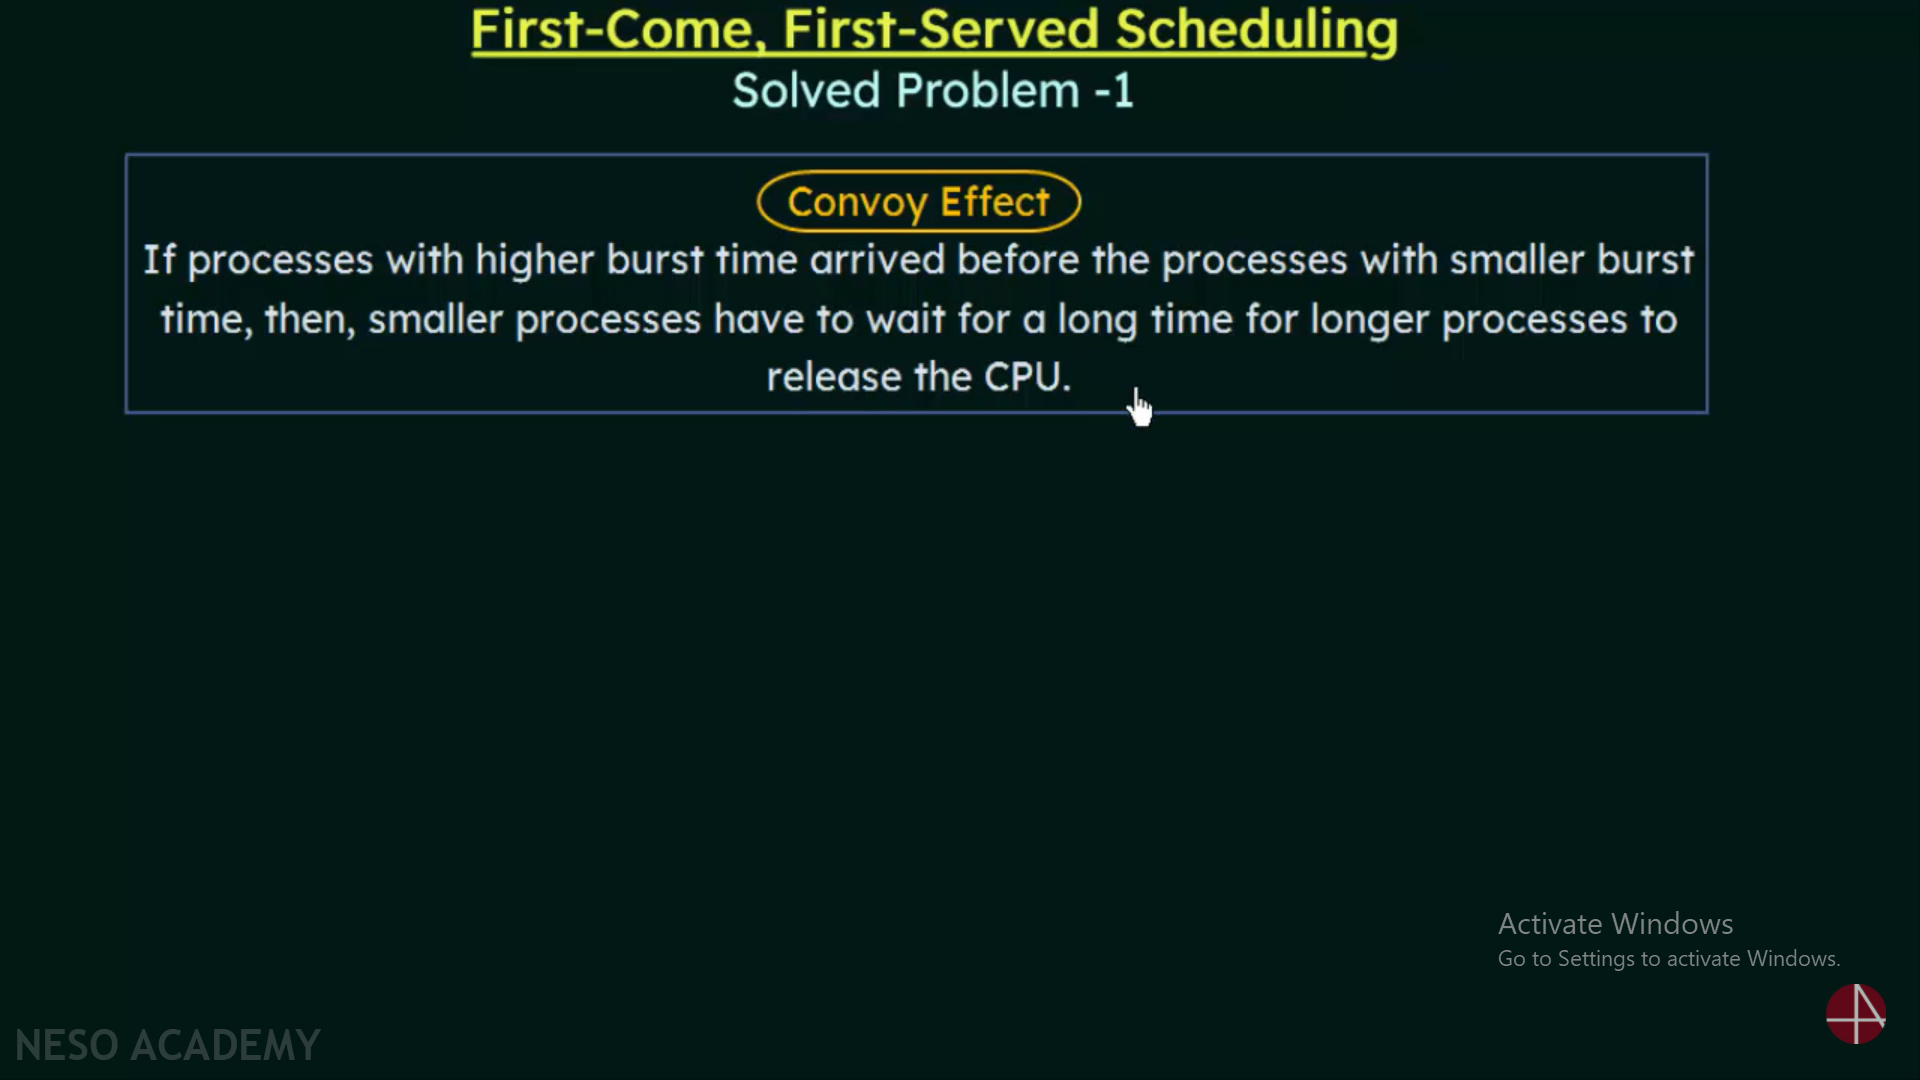 First-Come, First-Served Scheduling
Solved Problem -1
Convoy Effect
If processes with higher burst time arrived before the processes with smaller burst
time, then, smaller processes have to wait for a long time for longer processes to
release the CPU.
Activate Windows
Go to Settings to activate Windows.
NESO ACADEMY